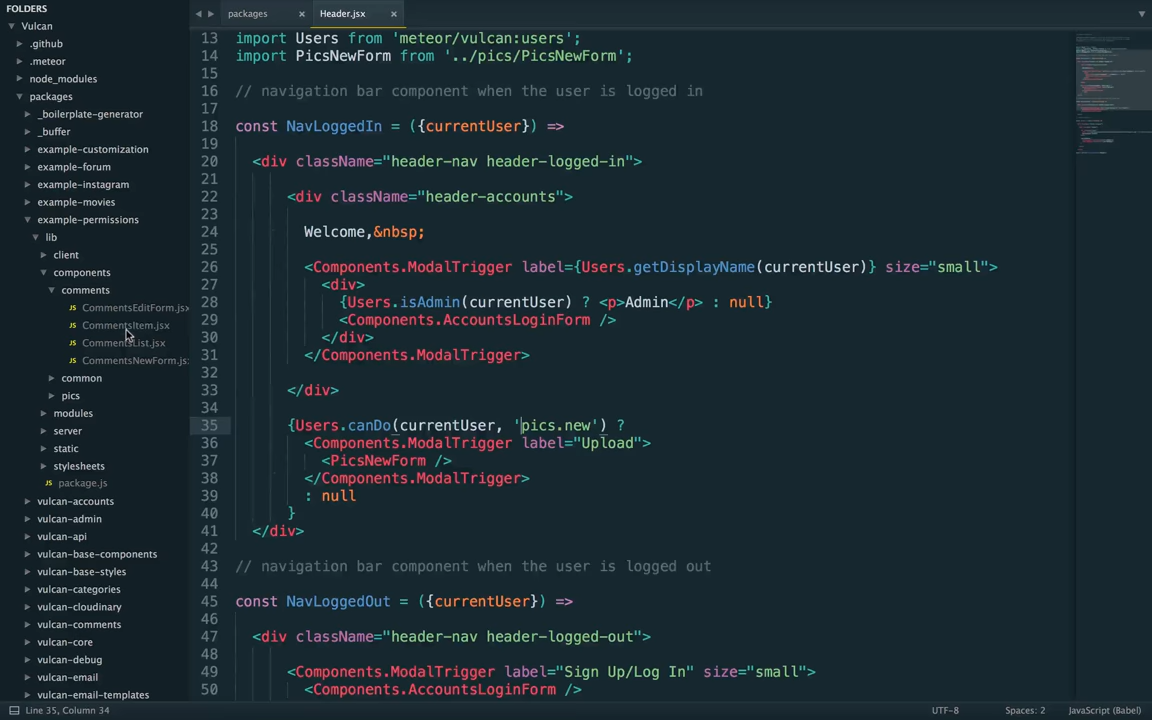 FOLDERS
Vulcan
.github
.meteor
node_modules
packages
_boilerplate-generator
_buffer
example-customization
example-forum
example-instagram
example-movies
example-permissions
lib
client
components
comments
JS CommentsEditForm.jsx
JS CommentsItem.jsx
JS CommentsList.jsx
JS CommentsNewForm.jsx
common
pics
modules
server
static
stylesheets
JS package.js
vulcan-accounts
vulcan-admin
vulcan-api
vulcan-base-components
vulcan-base-styles
vulcan-categories
vulcan-cloudinary
vulcan-comments
vulcan-core
vulcan-debug
vulcan-email
vulcan-email-templates
packages × Header.jsx ×
13 import Users from 'meteor/vulcan:users';
14 import PicsNewForm from '../pics/PicsNewForm';
15
16 // navigation bar component when the user is logged in
17
18 const NavLoggedIn = ({currentUser}) =>
19
20 <div className="header-nav header-logged-in">
21
22 <div className="header-accounts">
23
24 Welcome,&nbsp;
25
26 <Components.ModalTrigger label={Users.getDisplayName(currentUser)} size="small">
27 <div>
28 {Users.isAdmin(currentUser) ? <p>Admin</p> : null}
29 <Components.AccountsLoginForm />
30 </div>
31 </Components.ModalTrigger>
32
33 </div>
34
35 {Users.canDo(currentUser, 'pics.new') ?
36 <Components.ModalTrigger label="Upload">
37 <PicsNewForm />
38 </Components.ModalTrigger>
39 : null
40 }
41 </div>
42
43 // navigation bar component when the user is logged out
44
45 const NavLoggedOut = ({currentUser}) =>
46
47 <div className="header-nav header-logged-out">
48
49 <Components.ModalTrigger label="Sign Up/Log In" size="small">
50 <Components.AccountsLoginForm />
Line 35, Column 34 UTF-8 Spaces: 2 JavaScript (Babel)